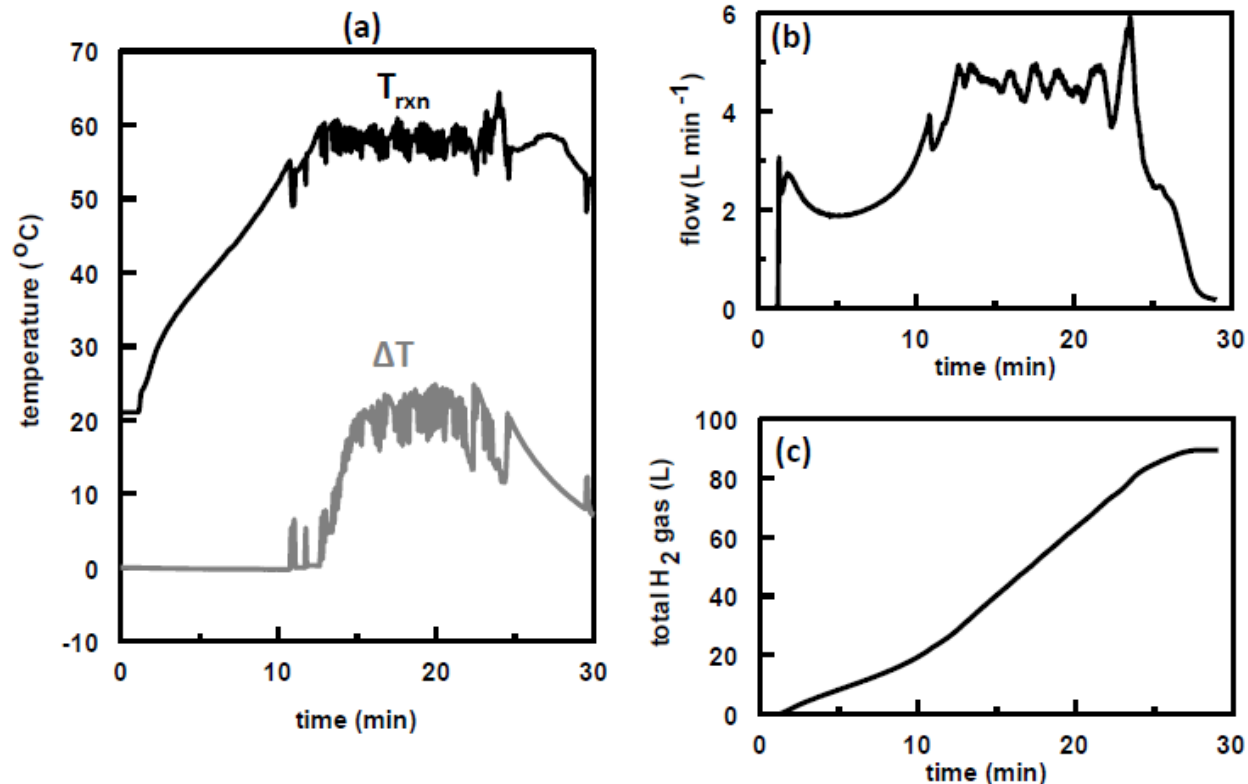 (a)
70
60
50
40
30
20
10
0
-10
temperature (°C)
T_rxn
ΔT
0 10 20 30
time (min)
(b)
6
4
2
0
flow (L min⁻¹)
0 10 20 30
time (min)
(c)
100
80
60
40
20
0
total H₂ gas (L)
0 10 20 30
time (min)